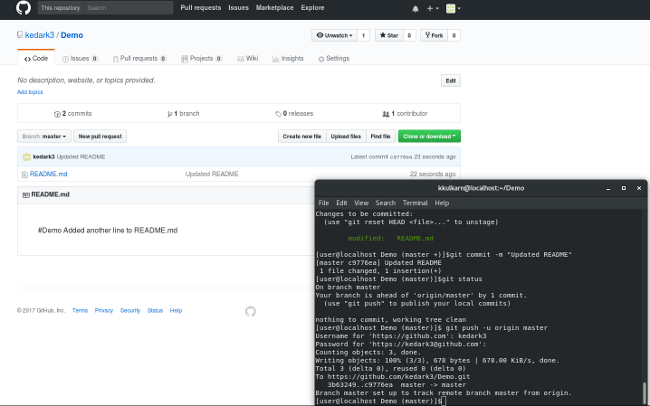 This repository Search Pull requests Issues Marketplace Explore
kedark3 / Demo
Unwatch 1 Star 0 Fork 0
Code Issues 0 Pull requests 0 Projects 0 Wiki Insights Settings
No description, website, or topics provided. Edit
Add topics
2 commits 1 branch 0 releases 1 contributor
Branch: master New pull request Create new file Upload files Find file Clone or download
kedark3 Updated README Latest commit c9776ea 23 seconds ago
README.md Updated README 22 seconds ago
README.md
#Demo Added another line to README.md
© 2017 GitHub, Inc. Terms Privacy Security Status Help
kkulkarn@localhost:~/Demo
File Edit View Search Terminal Help
Changes to be committed:
(use "git reset HEAD <file>..." to unstage)
modified: README.md
[user@localhost Demo (master +)]$git commit -m "Updated README"
[master c9776ea] Updated README
1 file changed, 1 insertion(+)
[user@localhost Demo (master)]$git status
On branch master
Your branch is ahead of 'origin/master' by 1 commit.
(use "git push" to publish your local commits)
nothing to commit, working tree clean
[user@localhost Demo (master)]$ git push -u origin master
Username for 'https://github.com': kedark3
Password for 'https://kedark3@github.com':
Counting objects: 3, done.
Writing objects: 100% (3/3), 678 bytes | 678.00 KiB/s, done.
Total 3 (delta 0), reused 0 (delta 0)
To https://github.com/kedark3/Demo.git
3b63249..c9776ea master -> master
Branch master set up to track remote branch master from origin.
[user@localhost Demo (master)]$